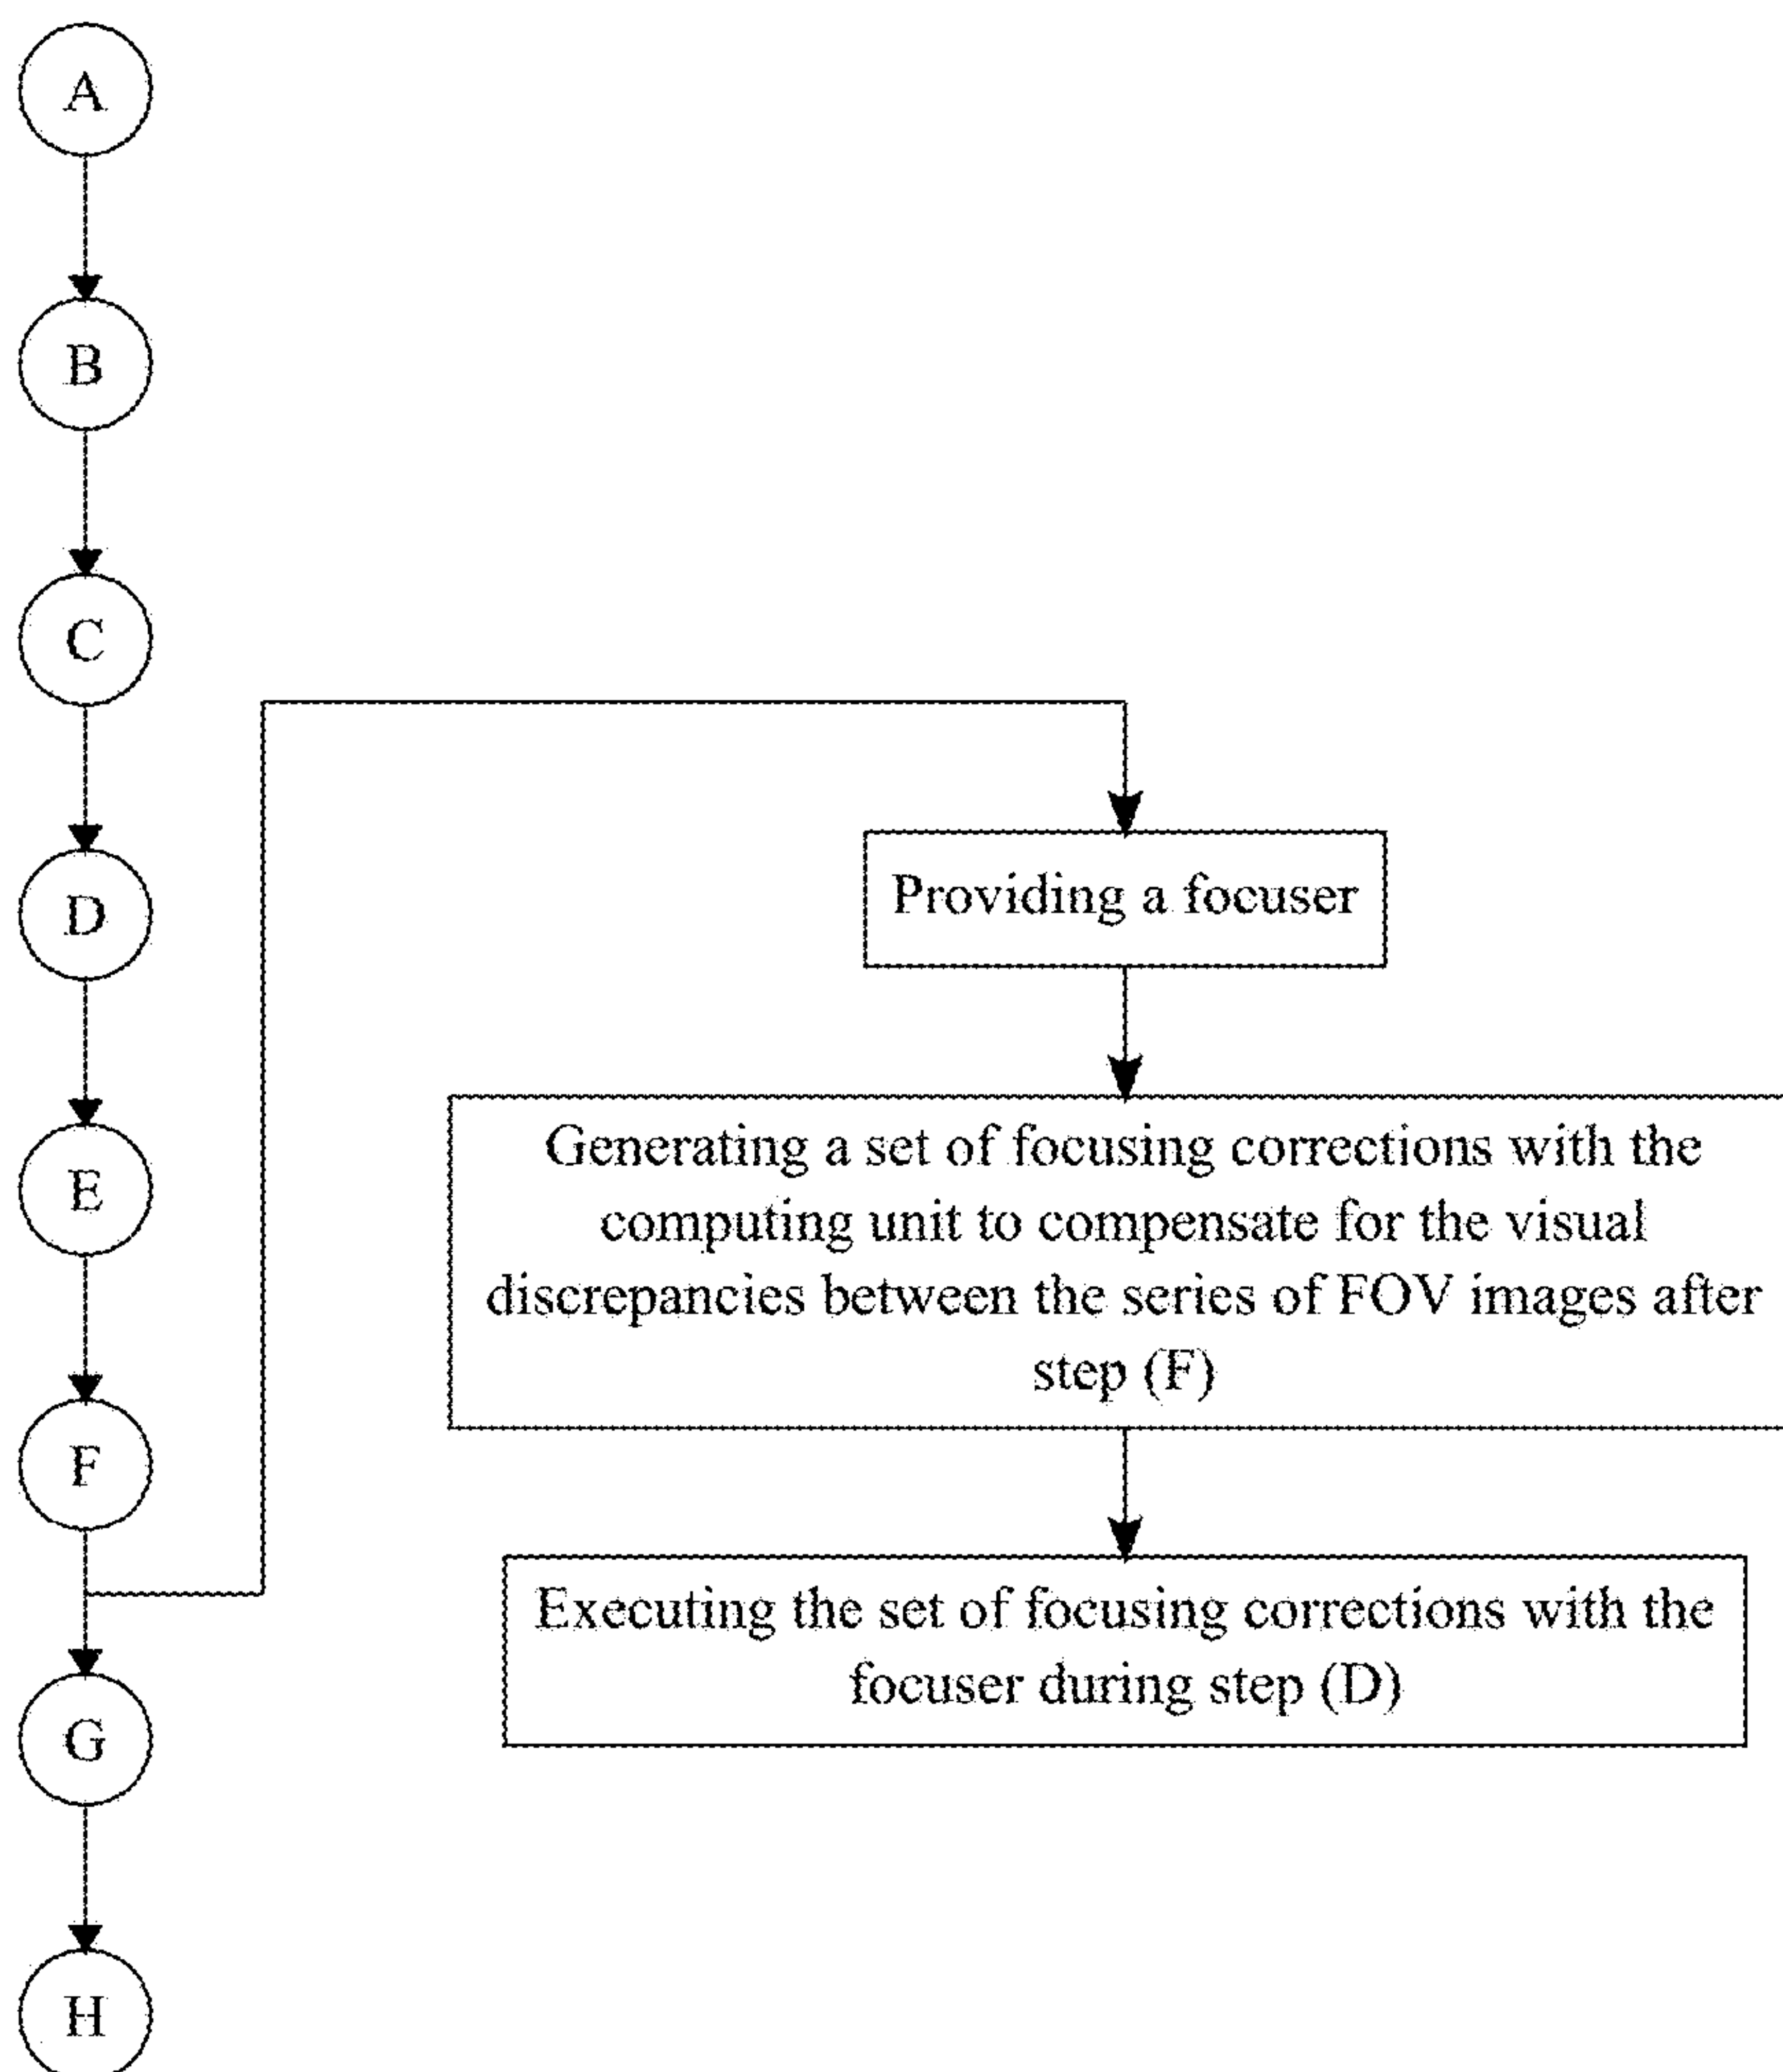 A
B
C
D
E
F
G
H
Providing a focuser
Generating a set of focusing corrections with the
computing unit to compensate for the visual
discrepancies between the series of FOV images after
step (F)
Executing the set of focusing corrections with the
focuser during step (D)